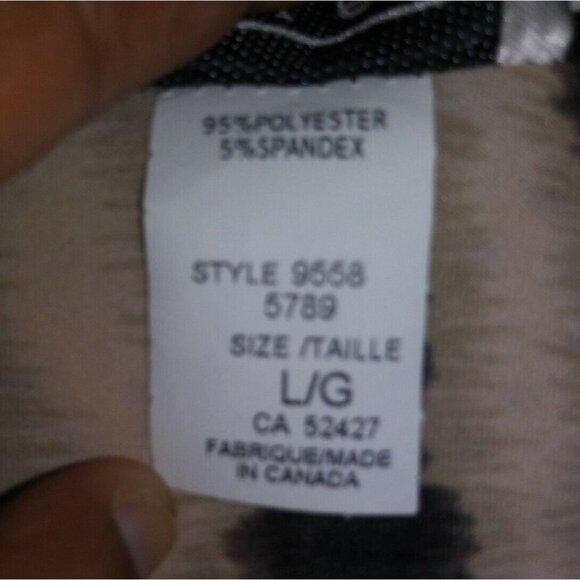 95%POLYESTER
5%SPANDEX
STYLE 9558
5789
SIZE /TAILLE
L/G
CA 52427
FABRIQUE/MADE
IN CANADA